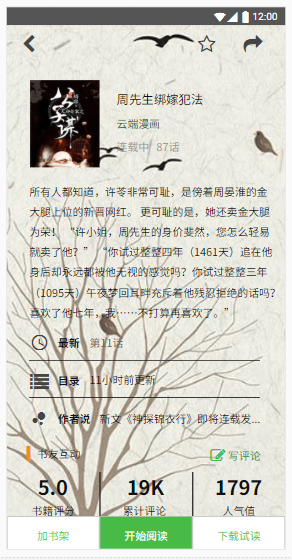 12:00
周先生绑嫁犯法
云端漫画
连载中 87话
所有人都知道，许苓非常可耻，是傍着周晏淮的金
大腿上位的新晋网红。 更可耻的是，她还卖金大腿
为荣！ “许小姐，周先生的身价斐然，您怎么轻易
就卖了他？” “你试过整整四年（1461天）追在他
身后却永远都被他无视的感觉吗？你试过整整三年
（1095天）午夜梦回耳畔充斥着他残忍拒绝的话吗？
喜欢了他七年，我……不打算再喜欢了。”
最新 第11话
目录 11小时前更新
作者说 新文《神探锦衣行》即将连载发...
书友互动 写评论
5.0 19K 1797
书籍评分 累计评论 人气值
加书架 开始阅读 下载试读